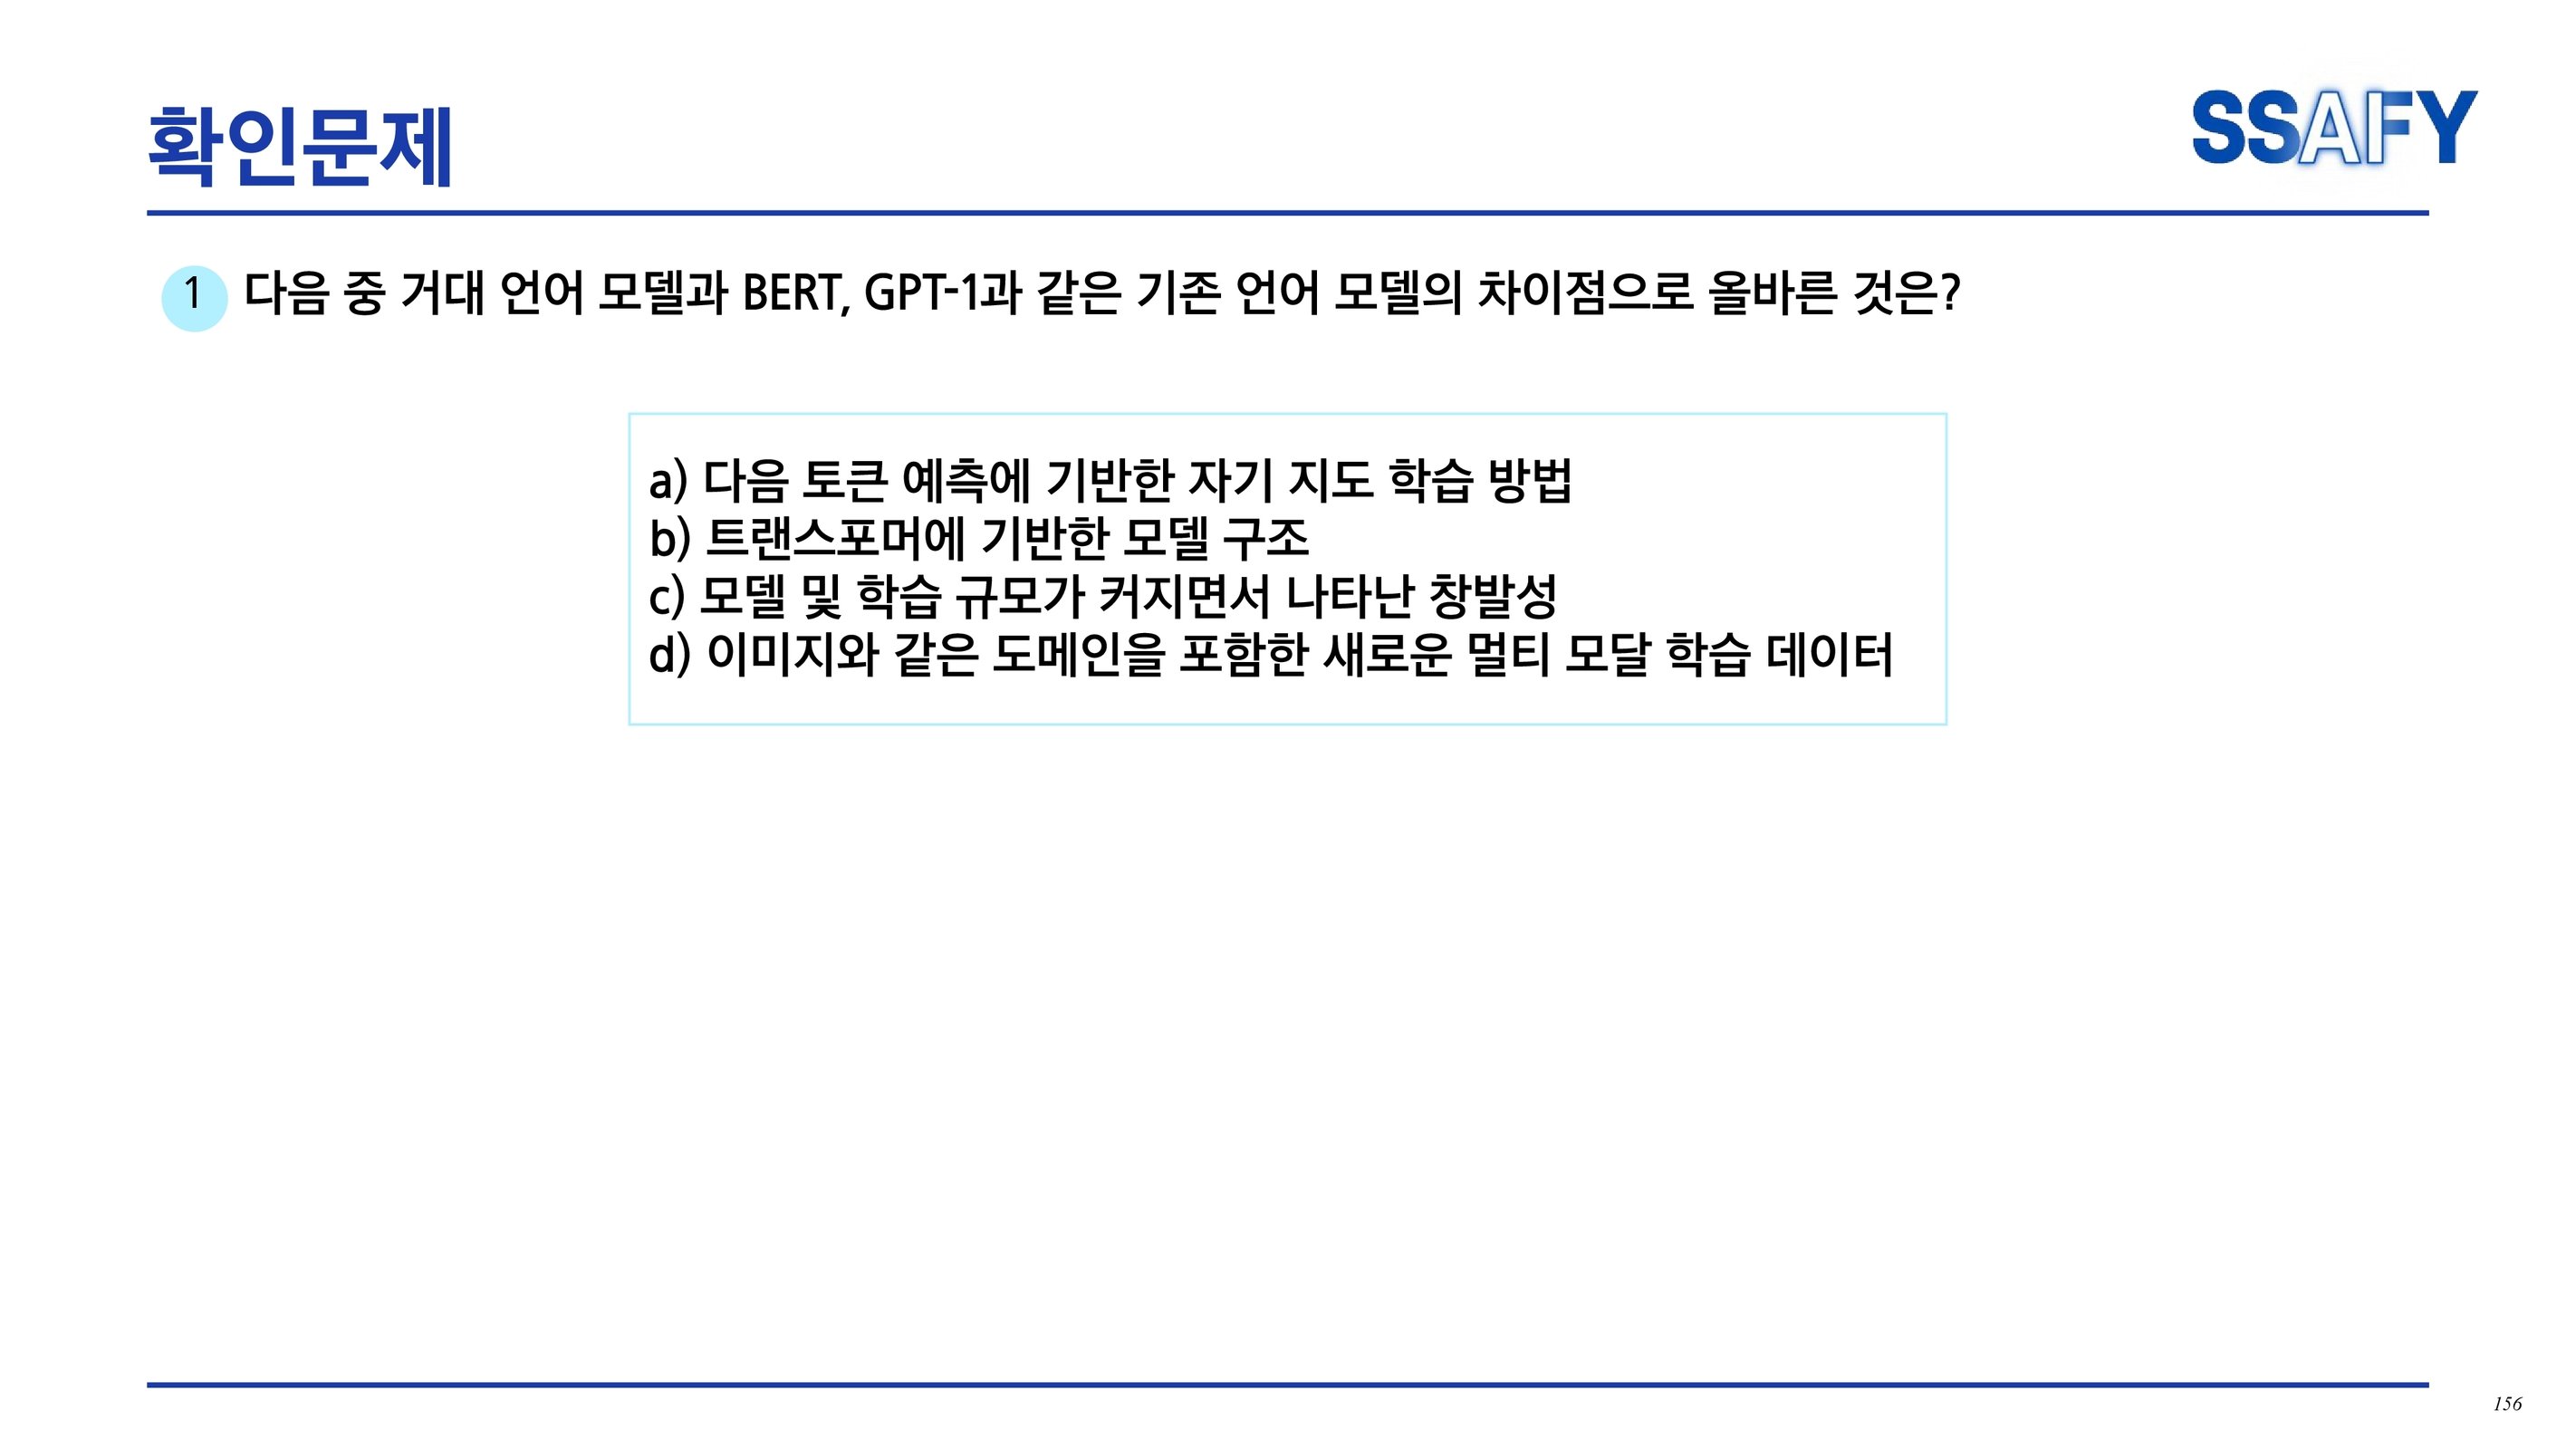 확인문제
SSAFY
1 다음 중 거대 언어 모델과 BERT, GPT-1과 같은 기존 언어 모델의 차이점으로 올바른 것은?
a) 다음 토큰 예측에 기반한 자기 지도 학습 방법
b) 트랜스포머에 기반한 모델 구조
c) 모델 및 학습 규모가 커지면서 나타난 창발성
d) 이미지와 같은 도메인을 포함한 새로운 멀티 모달 학습 데이터
156